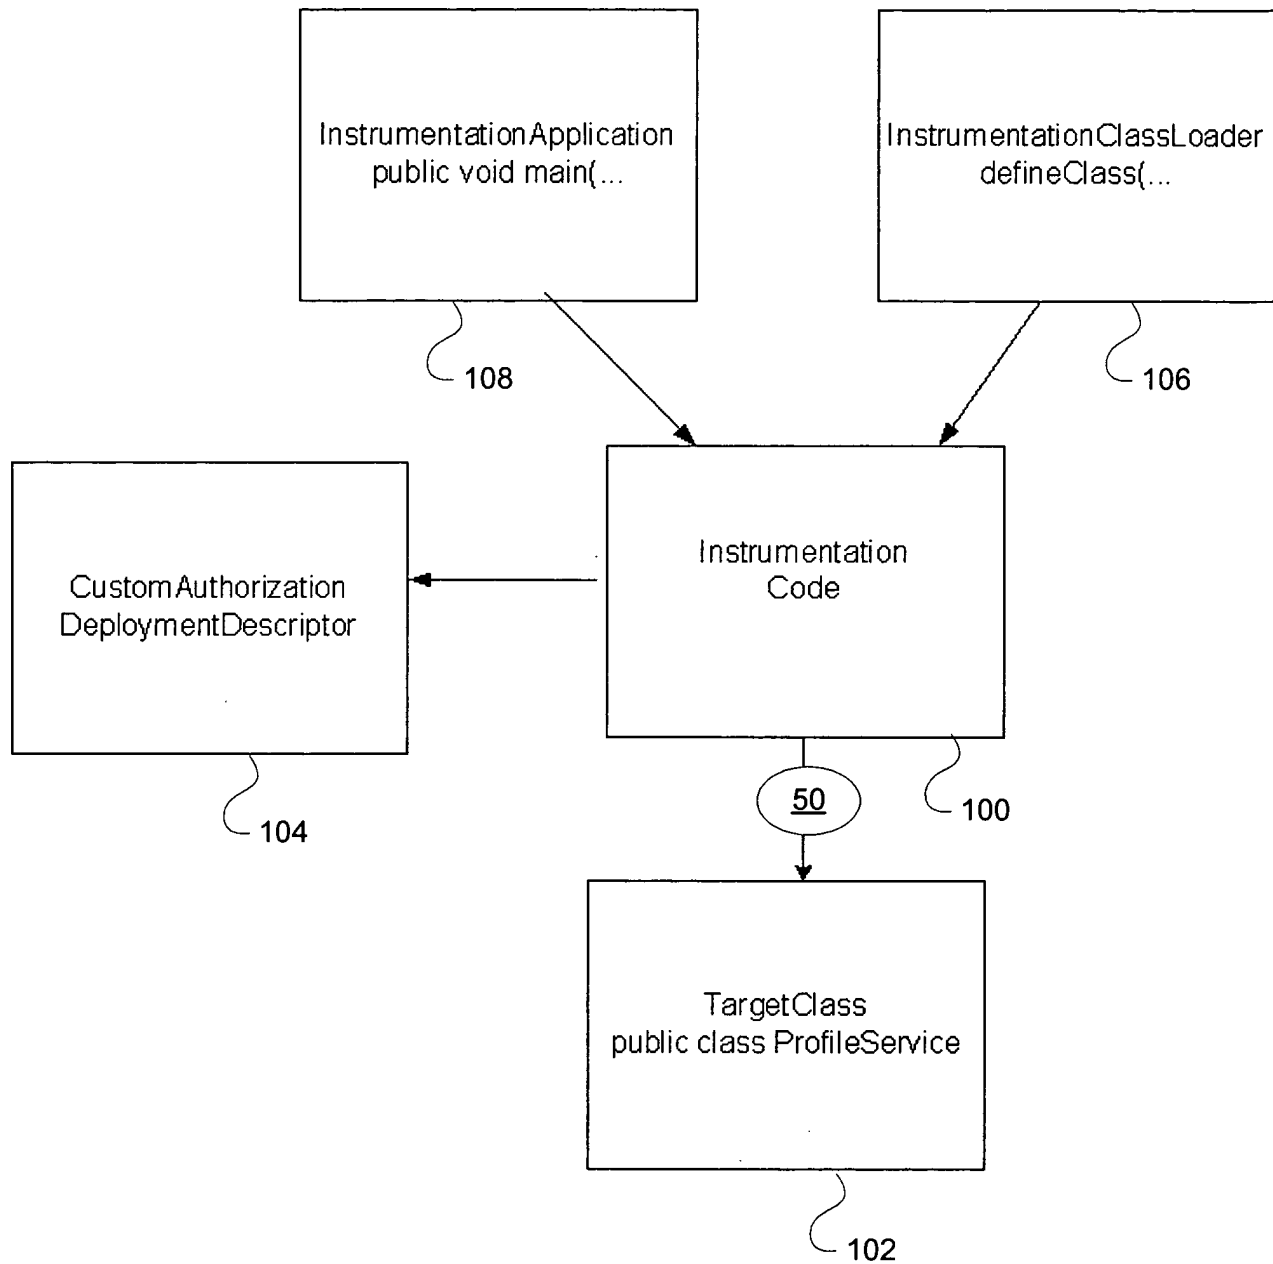 InstrumentationApplication
public void main(...
InstrumentationClassLoader
defineClass(...
108
106
Instrumentation
Code
CustomAuthorization
DeploymentDescriptor
50
100
104
TargetClass
public class ProfileService
102